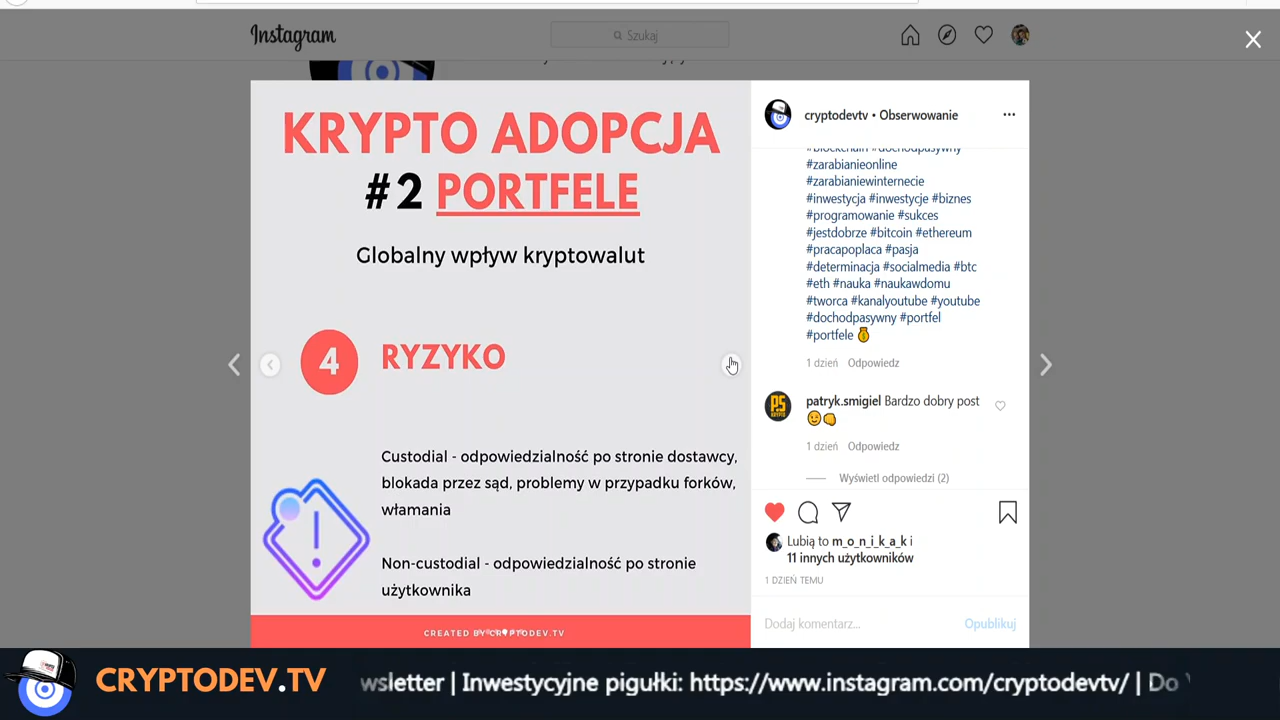 Instagram
Szukaj
KRYPTO ADOPCJA
#2 PORTFELE
Globalny wpływ kryptowalut
4
RYZYKO
Custodial - odpowiedzialność po stronie dostawcy,
blokada przez sąd, problemy w przypadku forków,
włamania
Non-custodial - odpowiedzialność po stronie
użytkownika
CREATED BY CRYPTODEV.TV
cryptodevtv • Obserwowanie
#blockchain #dochodpasywny
#zarabianieonline
#zarabianiewinternecie
#inwestycja #inwestycje #biznes
#programowanie #sukces
#jestdobrze #bitcoin #ethereum
#pracapoplaca #pasja
#determinacja #socialmedia #btc
#eth #nauka #naukawdomu
#tworca #kanalyoutube #youtube
#dochodpasywny #portfel
#portfele 💰
1 dzień Odpowiedz
PS
KRYPTO
patryk.smigiel Bardzo dobry post
😉👊
1 dzień Odpowiedz
Wyświetl odpowiedzi (2)
Lubią to m_o_n_i_k_a_k i
11 innych użytkowników
1 DZIEŃ TEMU
Dodaj komentarz... Opublikuj
CRYPTODEV.TV
wsletter | Inwestycyjne pigułki: https://www.instagram.com/cryptodevtv/ | Do